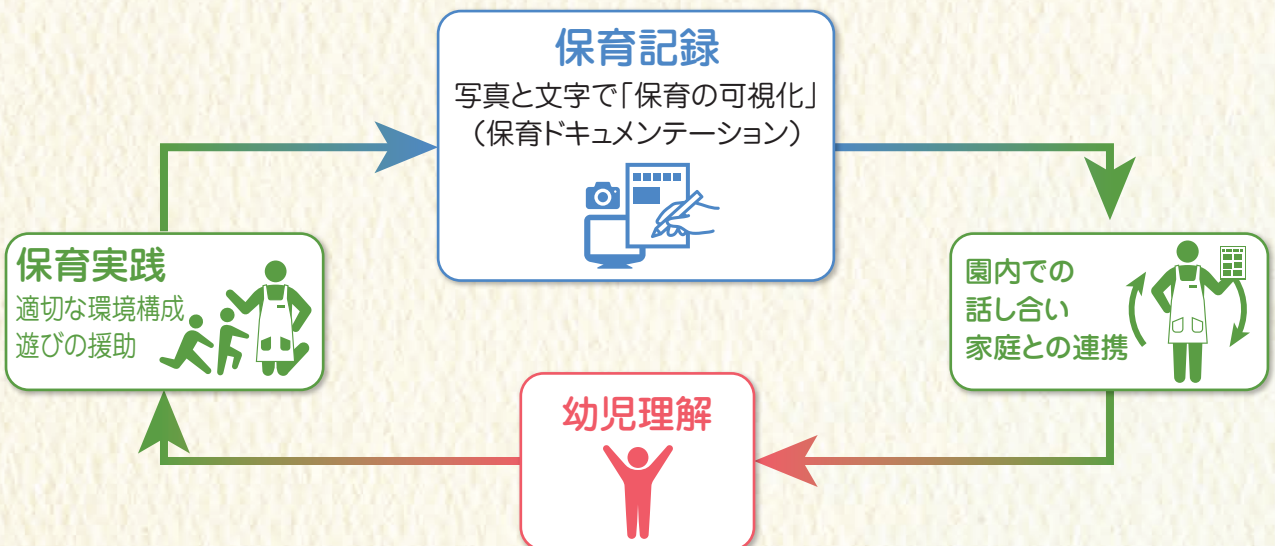 保育記録
写真と文字で「保育の可視化」
（保育ドキュメンテーション）
保育実践
適切な環境構成
遊びの援助
園内での
話し合い
家庭との連携
幼児理解